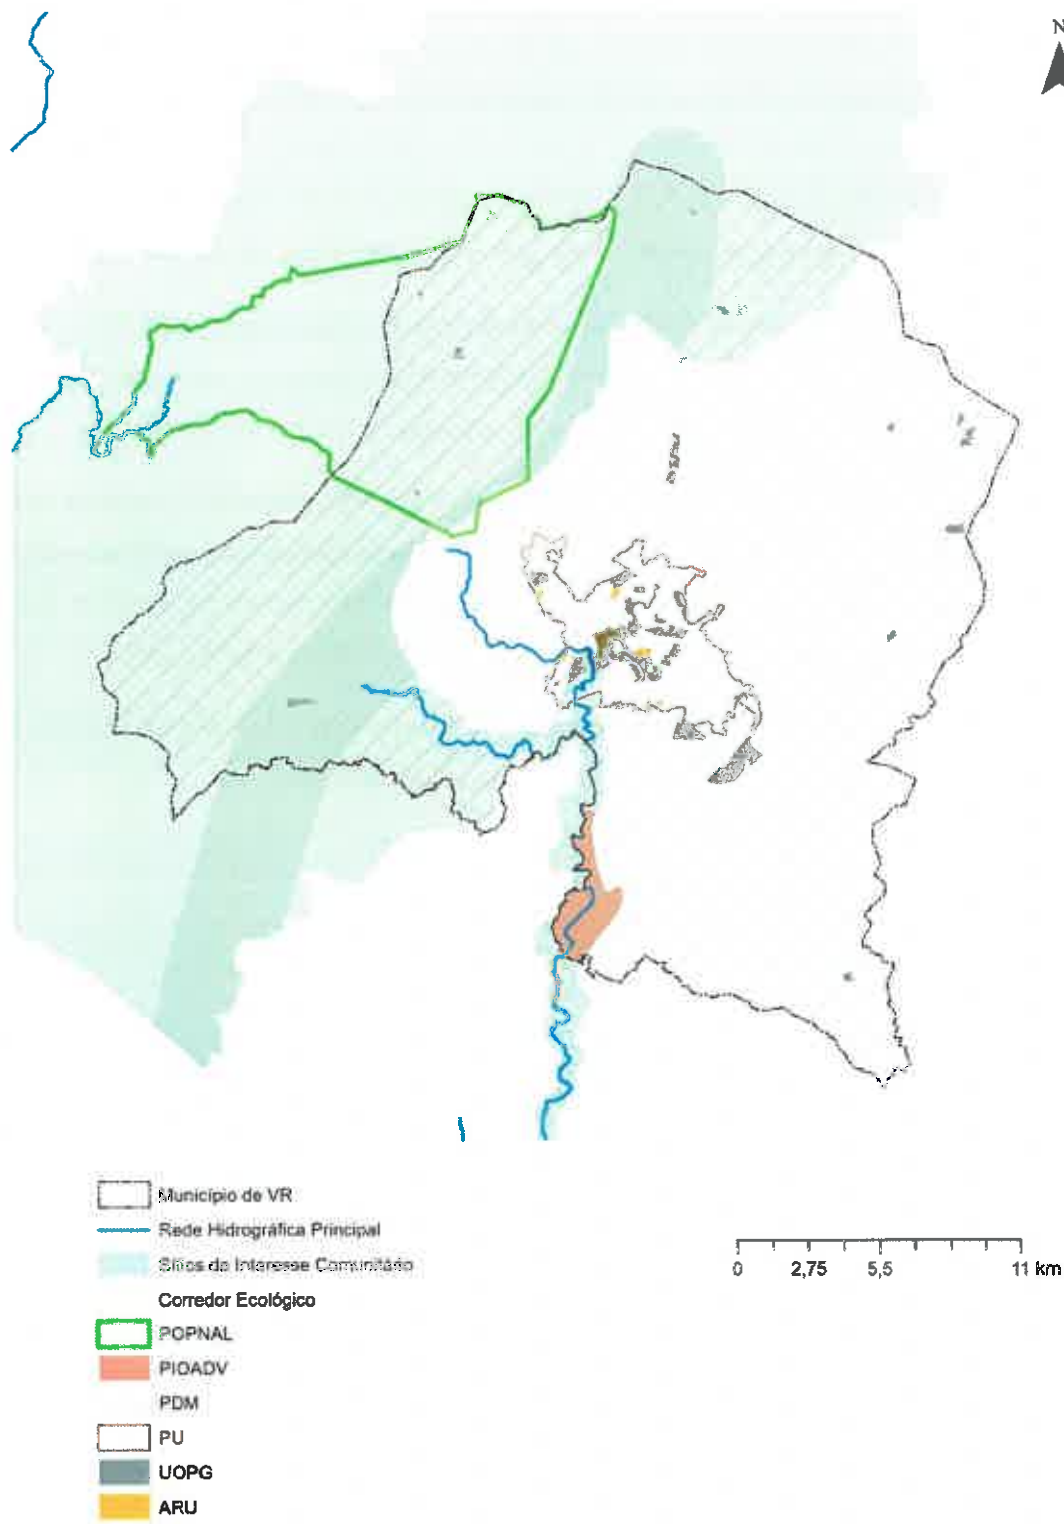 N
Município de VR
Rede Hidrográfica Principal
Sítios de Interesse Comunitário
Corredor Ecológico
POPNAL
PIOADV
PDM
PU
UOPG
ARU
0 2,75 5,5 11 km